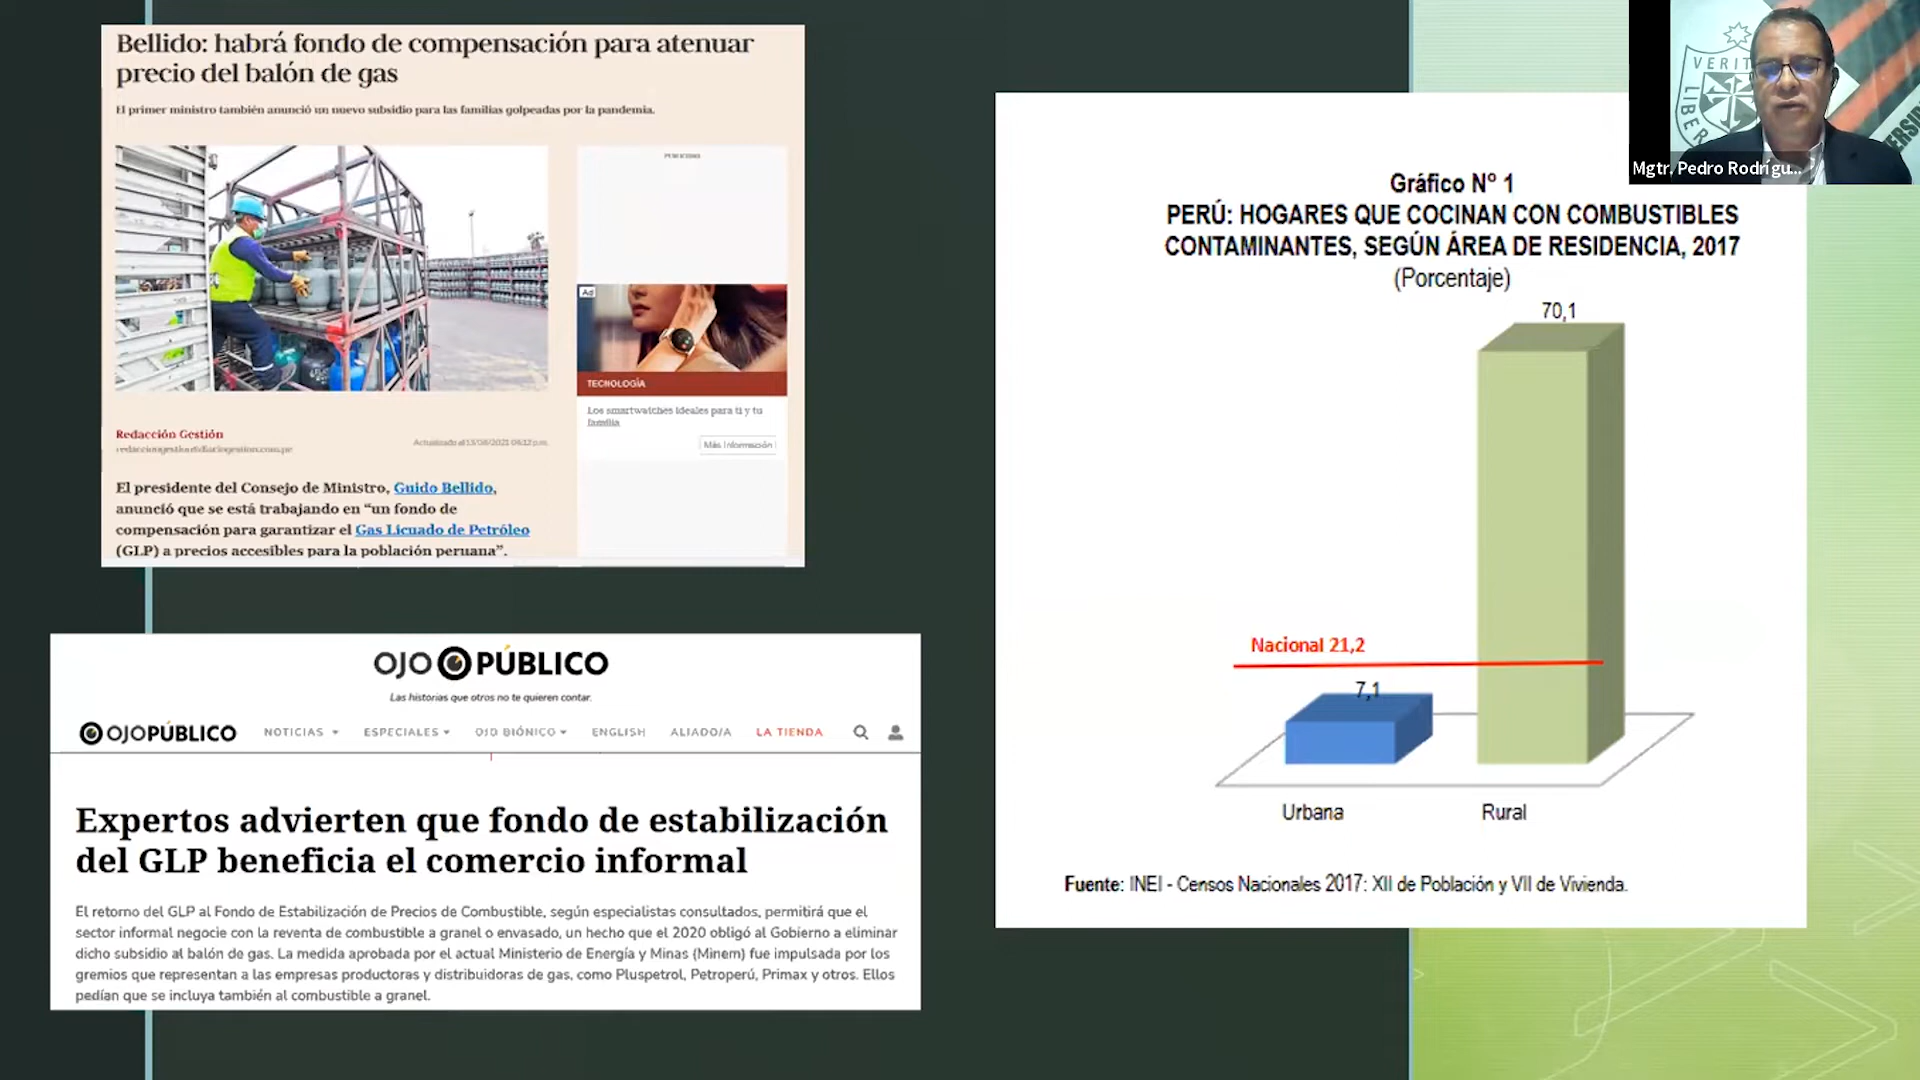 Bellido: habrá fondo de compensación para atenuar
precio del balón de gas
El primer ministro también anunció un nuevo subsidio para las familias golpeadas por la pandemia.
PUBLICIDAD
Ad
TECNOLOGÍA
Los smartwatches ideales para ti y tu
familia
Más información
Redacción Gestión
El presidente del Consejo de Ministro, Guido Bellido,
anunció que se está trabajando en “un fondo de
compensación para garantizar el Gas Licuado de Petróleo
(GLP) a precios accesibles para la población peruana”.
OJO PÚBLICO
Las historias que otros no te quieren contar.
OJOPÚBLICO NOTICIAS ESPECIALES OJO BIÓNICO ENGLISH ALIADO/A LA TIENDA
Expertos advierten que fondo de estabilización
del GLP beneficia el comercio informal
El retorno del GLP al Fondo de Estabilización de Precios de Combustible, según especialistas consultados, permitirá que el
sector informal negocie con la reventa de combustible a granel o envasado, un hecho que el 2020 obligó al Gobierno a eliminar
dicho subsidio al balón de gas. La medida aprobada por el actual Ministerio de Energía y Minas (Minem) fue impulsada por los
gremios que representan a las empresas productoras y distribuidoras de gas, como Pluspetrol, Petroperú, Primax y otros. Ellos
pedían que se incluya también al combustible a granel.
Gráfico Nº 1
PERÚ: HOGARES QUE COCINAN CON COMBUSTIBLES
CONTAMINANTES, SEGÚN ÁREA DE RESIDENCIA, 2017
(Porcentaje)
70,1
Nacional 21,2
7,1
Urbana Rural
Fuente: INEI - Censos Nacionales 2017: XII de Población y VII de Vivienda.
VERIT
LIBER
ERSI
Mgtr. Pedro Rodrígu...